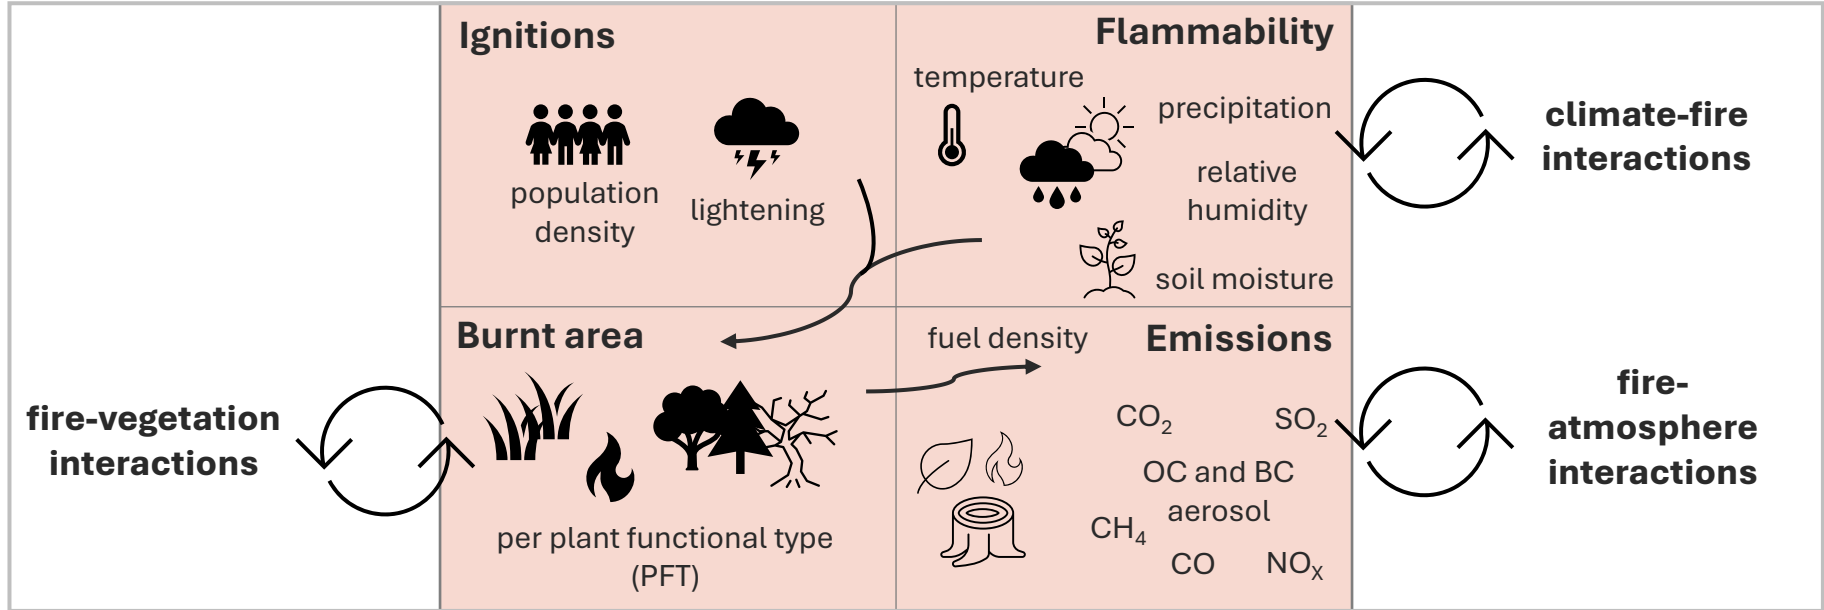 Ignitions
population
density
lightening
Flammability
temperature
precipitation
relative
humidity
soil moisture
climate-fire
interactions
fire-vegetation
interactions
Burnt area
per plant functional type
(PFT)
fuel density
Emissions
CO₂
SO₂
OC and BC
aerosol
CH₄
CO
NOX
fire-
atmosphere
interactions